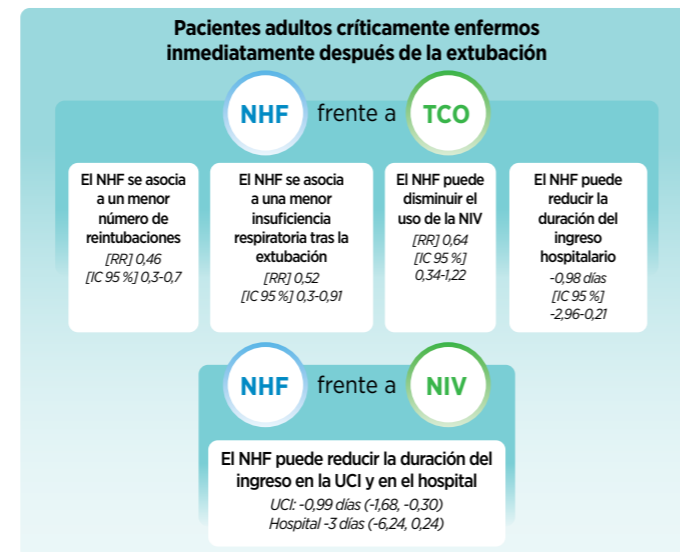 Pacientes adultos críticamente enfermos
inmediatamente después de la extubación
NHF frente a TCO
El NHF se asocia
a un menor
número de
reintubaciones
[RR] 0,46
[IC 95 %] 0,3-0,7
El NHF se asocia
a una menor
insuficiencia
respiratoria tras la
extubación
[RR] 0,52
[IC 95 %] 0,3-0,91
El NHF puede
disminuir el
uso de la NIV
[RR] 0,64
[IC 95 %]
0,34-1,22
El NHF puede
reducir la
duración del
ingreso
hospitalario
-0,98 días
[IC 95 %]
-2,96-0,21
NHF frente a NIV
El NHF puede reducir la duración del
ingreso en la UCI y en el hospital
UCI: -0,99 días (-1,68, -0,30)
Hospital -3 días (-6,24, 0,24)